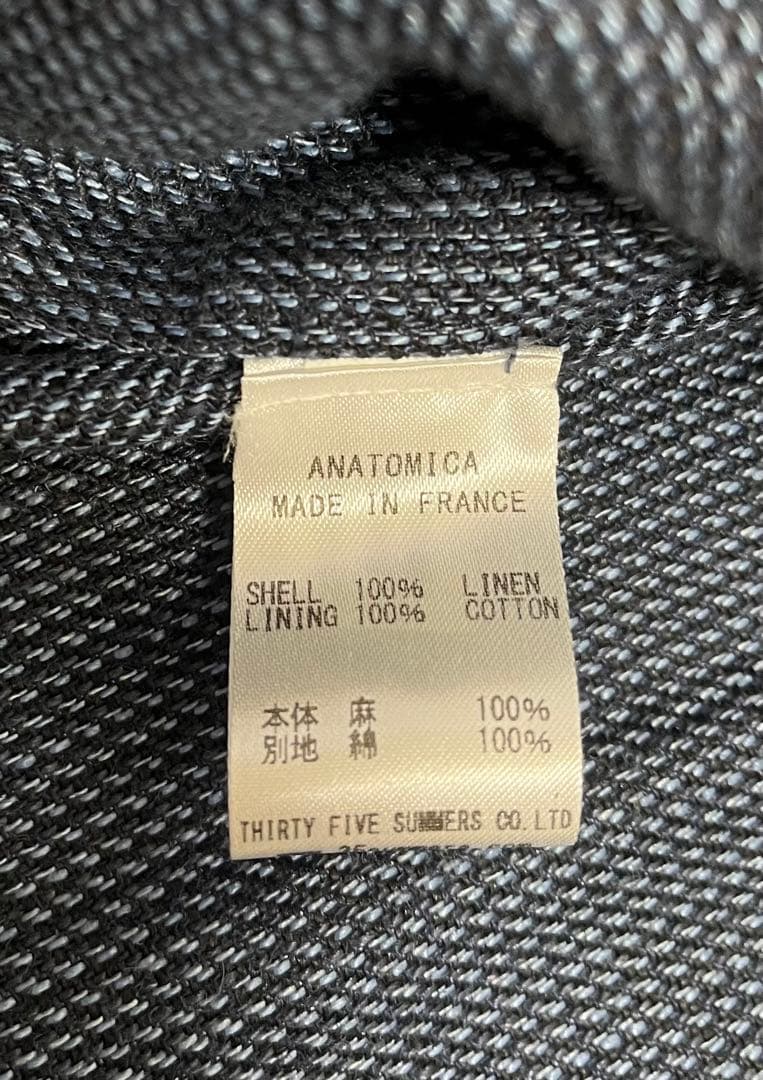 ANATOMICA
MADE IN FRANCE
SHELL 100% LINEN
LINING 100% COTTON
本体 麻 100%
別地 綿 100%
THIRTY FIVE SUMMERS CO.LTD